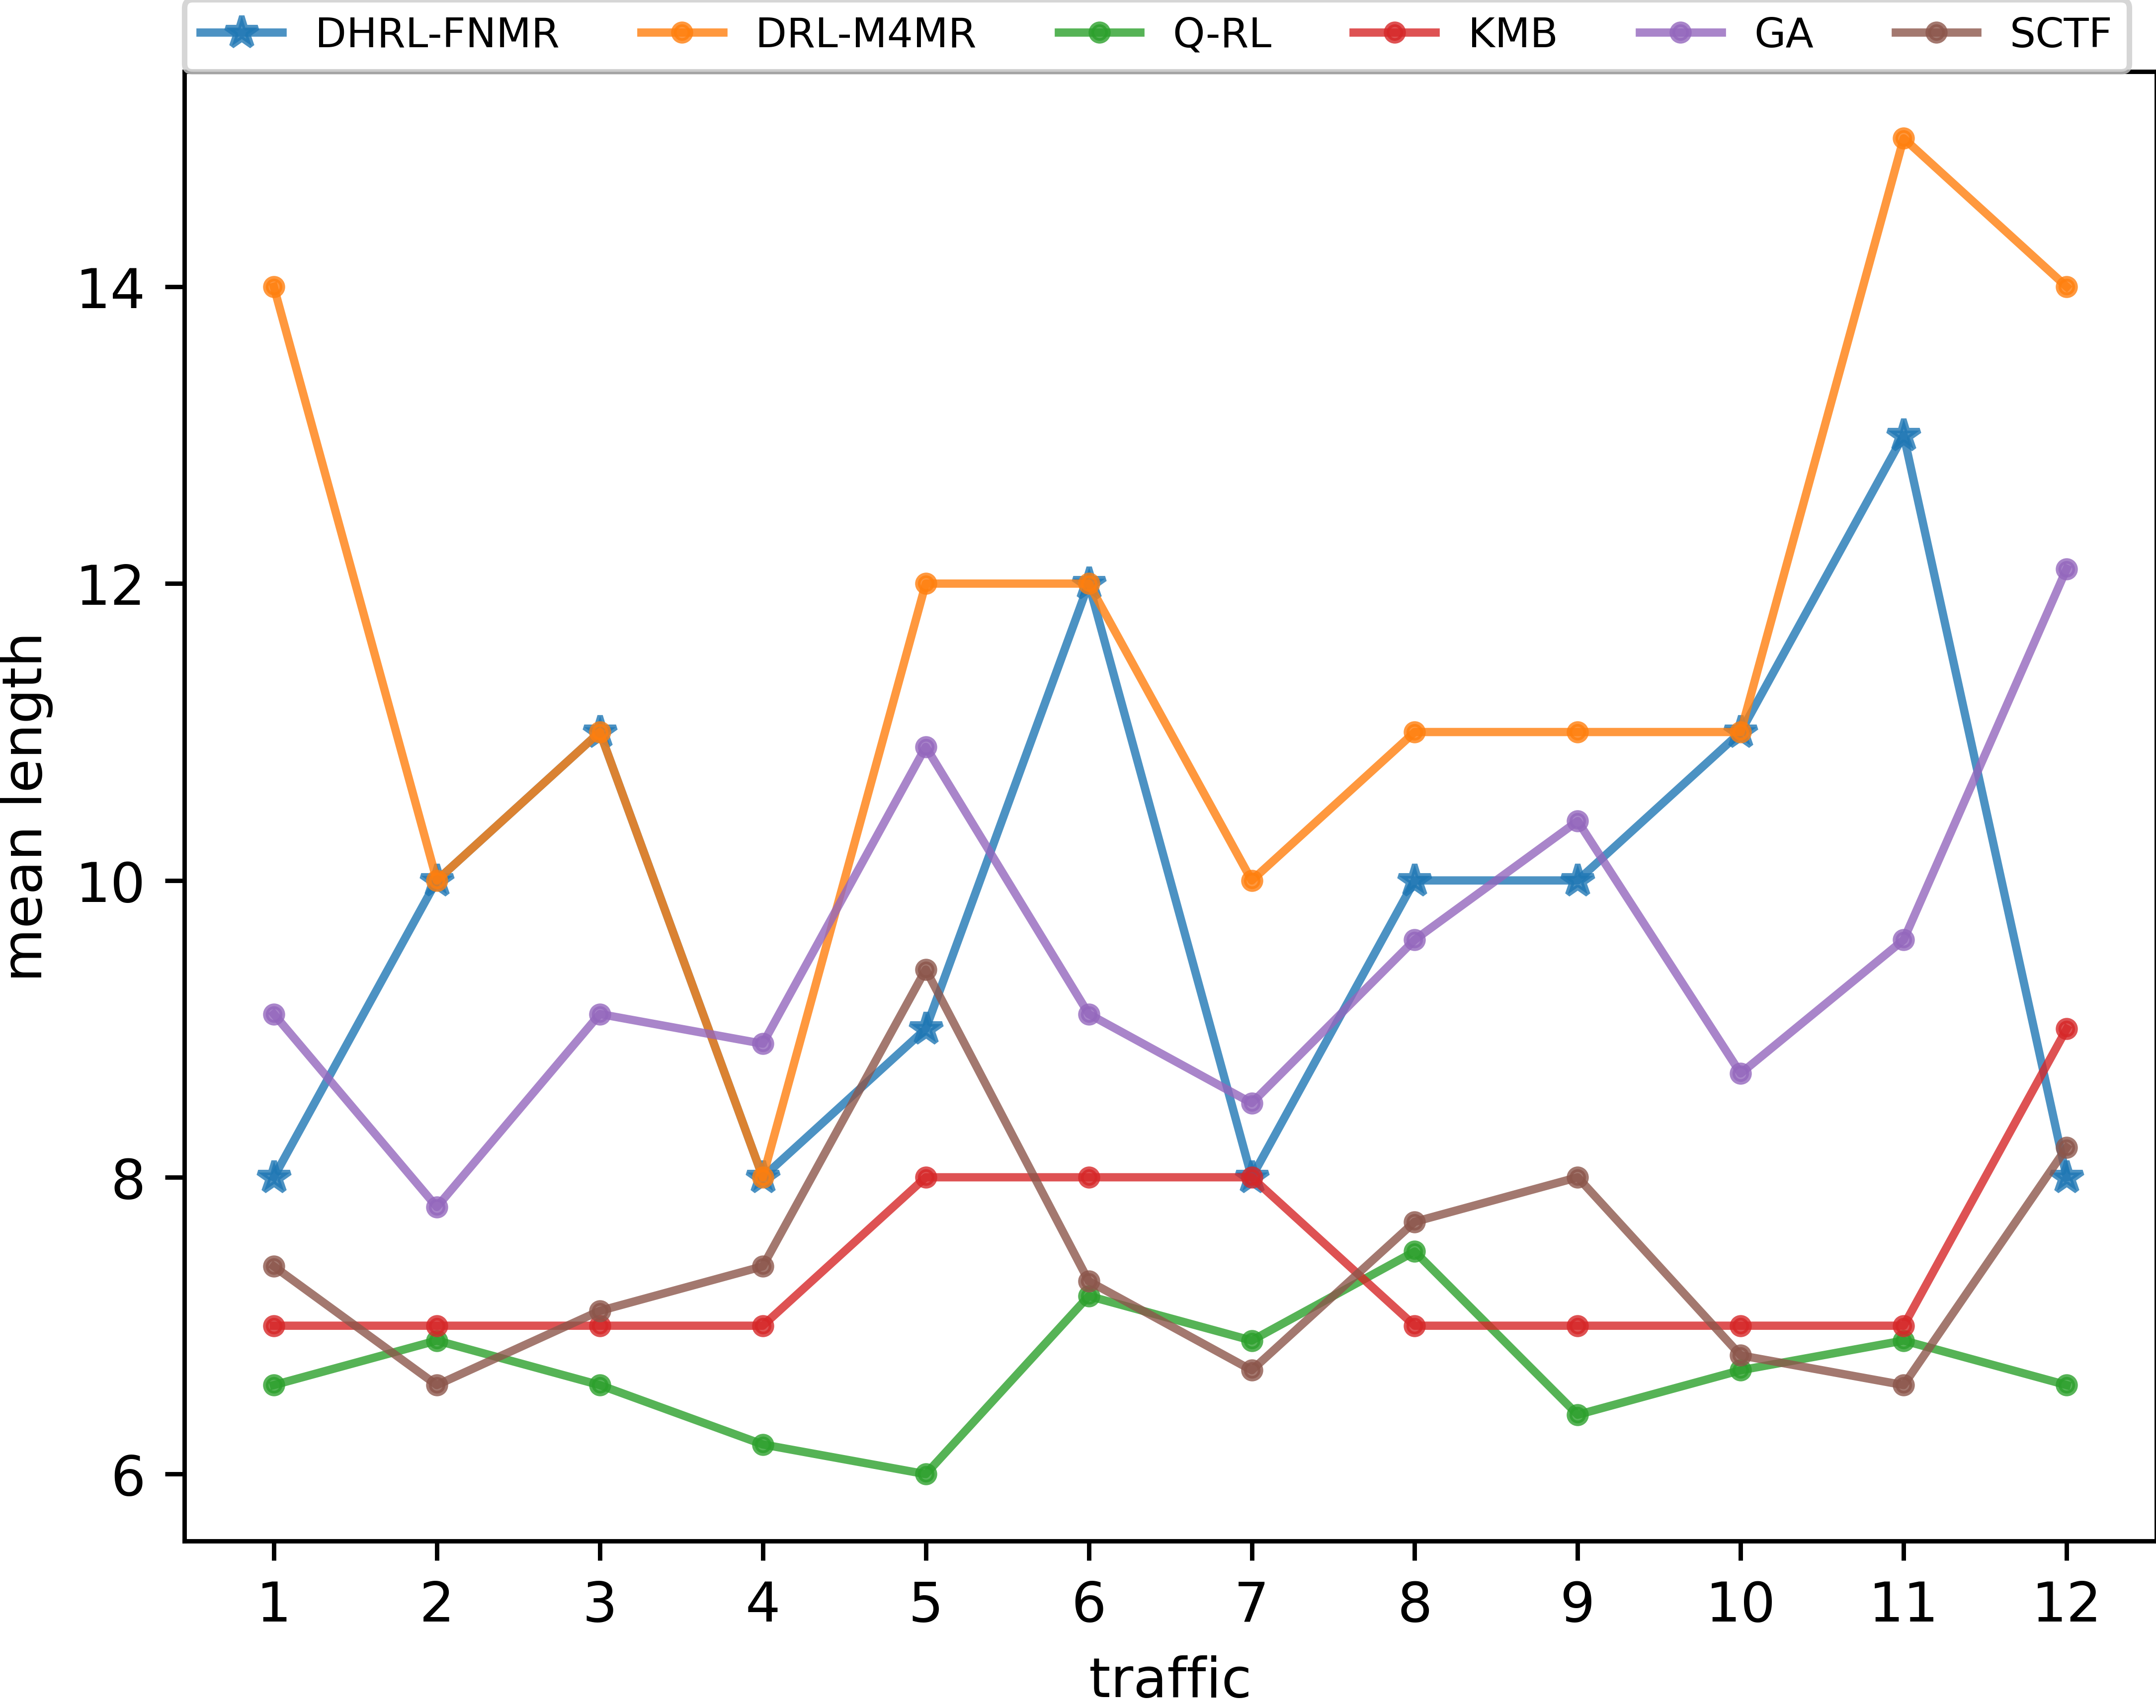 DHRL-FNMR DRL-M4MR Q-RL KMB GA SCTF
14
12
10
8
6
mean length
1 2 3 4 5 6 7 8 9 10 11 12
traffic